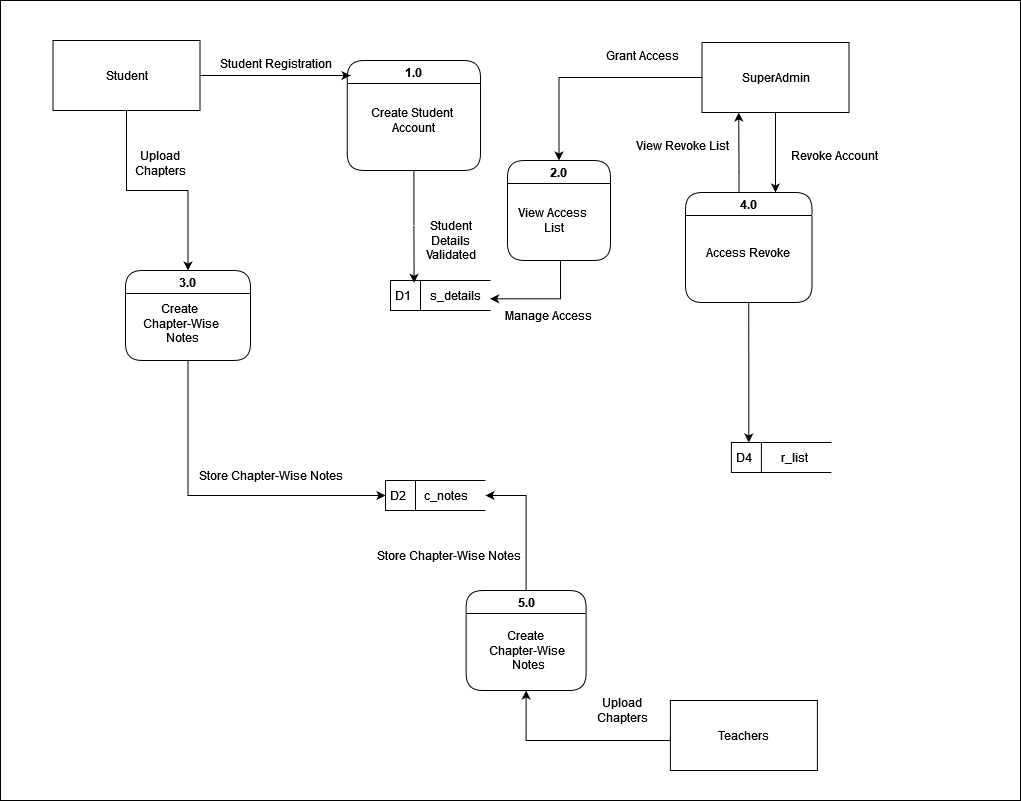 Student
Student Registration
1.0
Create Student
Account
Grant Access
SuperAdmin
Upload
Chapters
View Revoke List
Revoke Account
2.0
View Access
List
4.0
Access Revoke
Student
Details
Validated
D1
s_details
Manage Access
3.0
Create
Chapter-Wise
Notes
D4
r_list
Store Chapter-Wise Notes
D2
c_notes
Store Chapter-Wise Notes
5.0
Create
Chapter-Wise
Notes
Upload
Chapters
Teachers